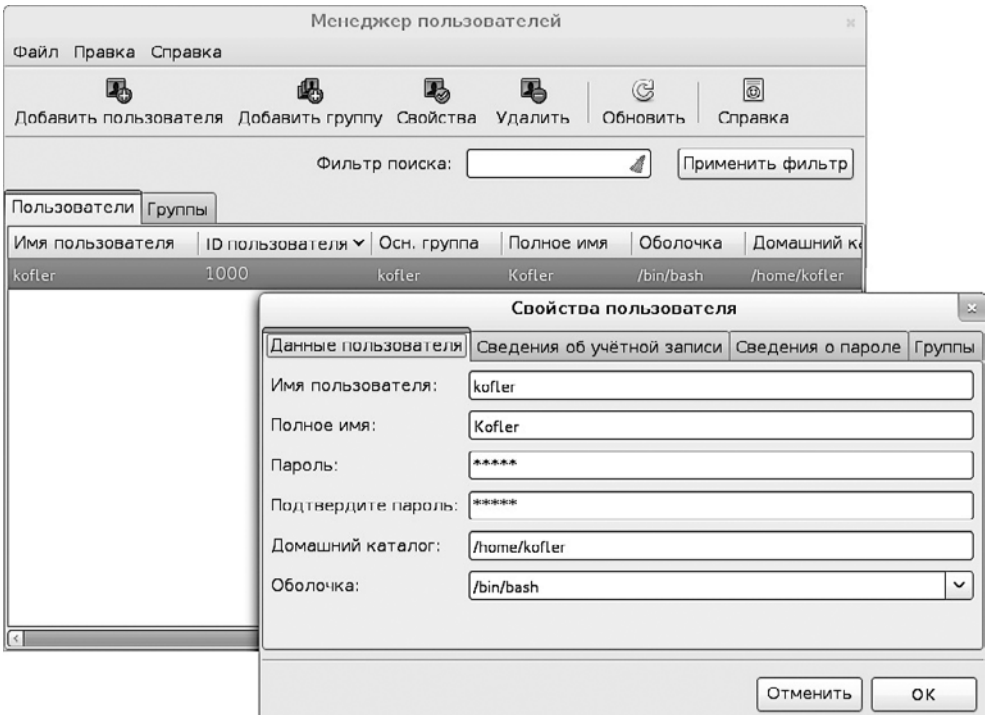 Менеджер пользователей
Файл Правка Справка
Добавить пользователя Добавить группу Свойства Удалить Обновить Справка
Фильтр поиска: Применить фильтр
Пользователи Группы
Имя пользователя ID пользователя Осн. группа Полное имя Оболочка Домашний ка
kofler 1000 kofler Kofler /bin/bash /home/kofler
Свойства пользователя
Данные пользователя Сведения об учётной записи Сведения о пароле Группы
Имя пользователя: kofler
Полное имя: Kofler
Пароль: *****
Подтвердите пароль: *****
Домашний каталог: /home/kofler
Оболочка: /bin/bash
Отменить OK